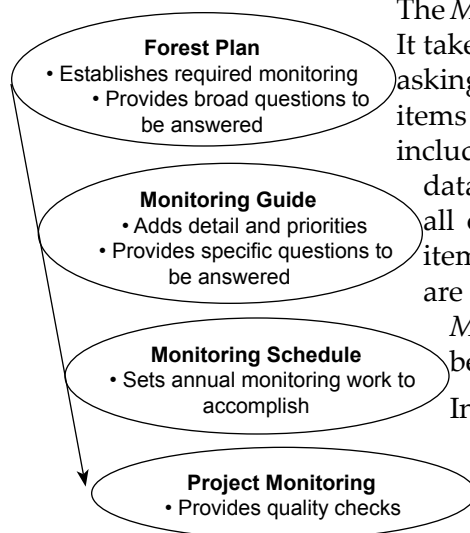 Forest Plan
• Establishes required monitoring
• Provides broad questions to
be answered
Monitoring Guide
• Adds detail and priorities
• Provides specific questions to
be answered
Monitoring Schedule
• Sets annual monitoring work to
accomplish
Project Monitoring
• Provides quality checks
The M
It take
asking
items
includ
data
all
item
are
M
be
In